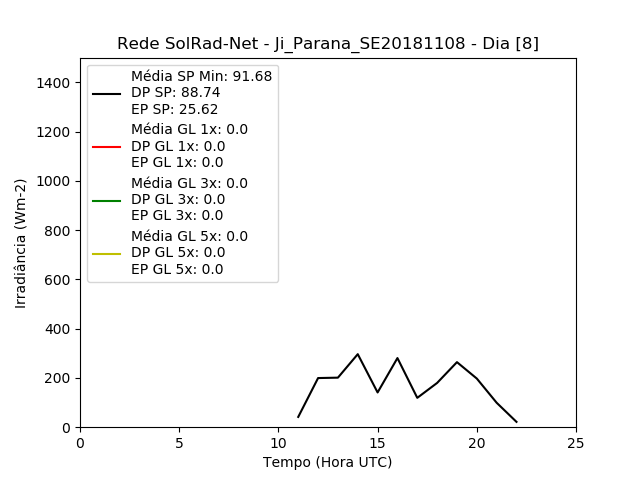 Rede SolRad-Net - Ji_Parana_SE20181108 - Dia [8]
Média SP Min: 91.68
DP SP: 88.74
EP SP: 25.62
Média GL 1x: 0.0
DP GL 1x: 0.0
EP GL 1x: 0.0
Média GL 3x: 0.0
DP GL 3x: 0.0
EP GL 3x: 0.0
Média GL 5x: 0.0
DP GL 5x: 0.0
EP GL 5x: 0.0
Irradiância (Wm-2)
1400
1200
1000
800
600
400
200
0
0 5 10 15 20 25
Tempo (Hora UTC)